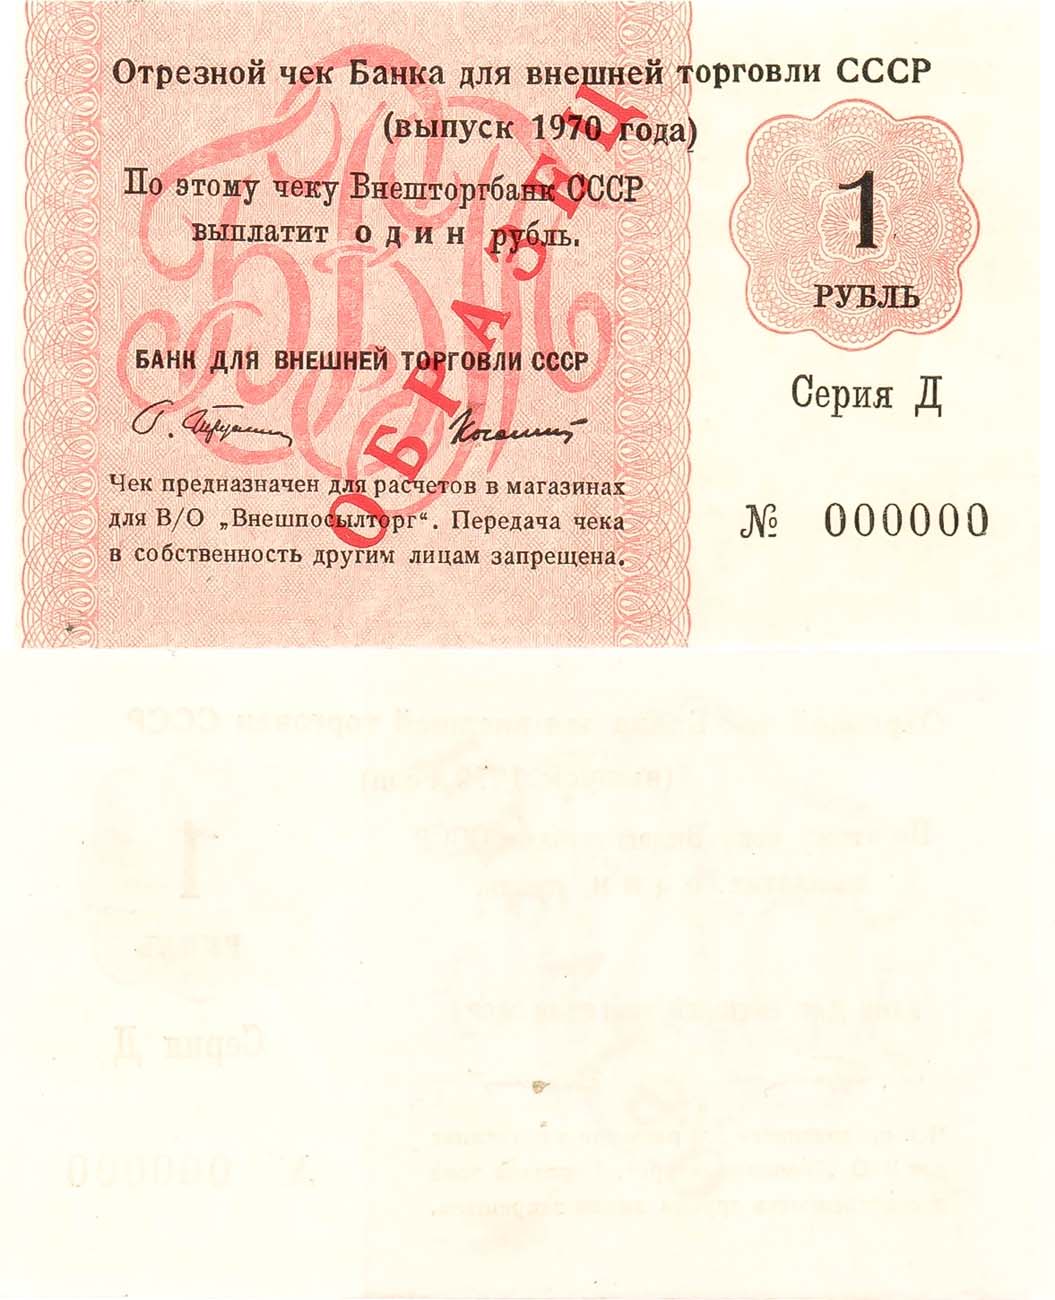 Отрезной чек Банка для внешней торговли СССР
(выпуск 1970 года)
По этому чеку Внешторгбанк СССР
выплатит один рубль.
1
РУБЛЬ
БАНК ДЛЯ ВНЕШНЕЙ ТОРГОВЛИ СССР
Серия Д
Чек предназначен для расчетов в магазинах
для В/О „Внешпосылторг“. Передача чека
в собственность другим лицам запрещена.
№ 000000
ОБРАЗЕЦ